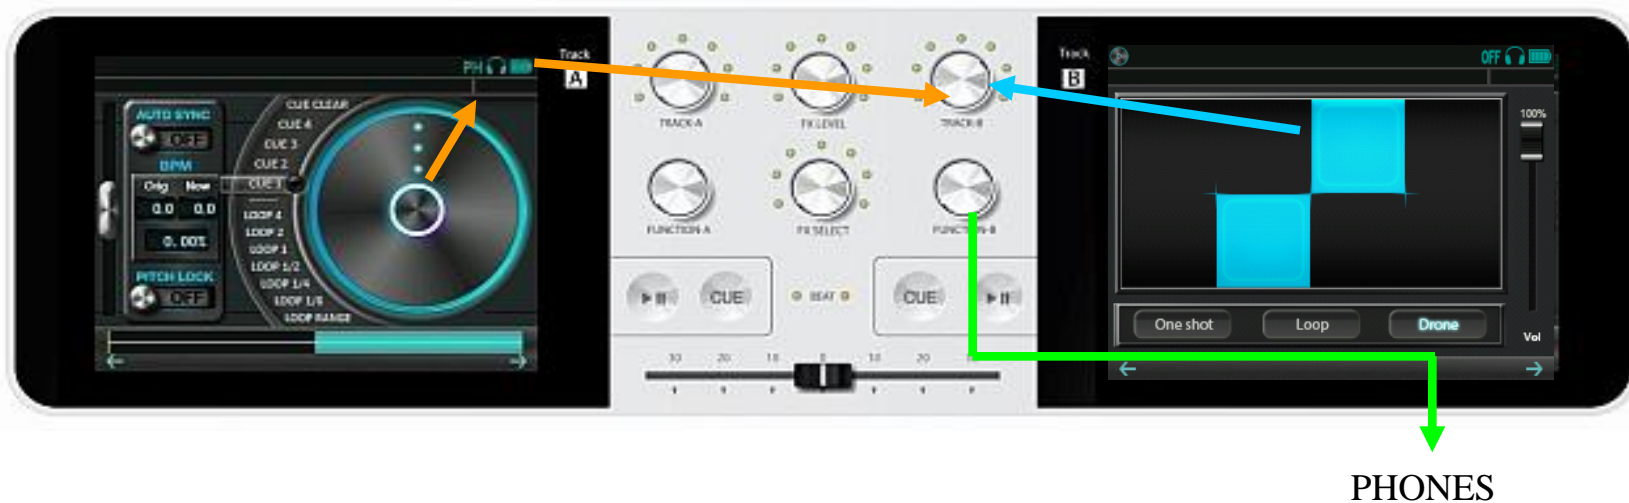 PH
Track
A
AUTO SYNC
OFF
BPM
Orig Now
0.0 0.0
0.00%
PITCH LOCK
OFF
CUE CLEAR
CUE 4
CUE 3
CUE 2
CUE 1
LOOP 4
LOOP 2
LOOP 1
LOOP 1/2
LOOP 1/4
LOOP 1/8
LOOP RANGE
TRACK-A
FX LEVEL
TRACK-B
FUNCTION-A
FX SELECT
FUNCTION-B
CUE
BEAT
CUE
30 20 10 0 10 20
Track
B
OFF
100%
Vol
One shot
Loop
Drone
PHONES